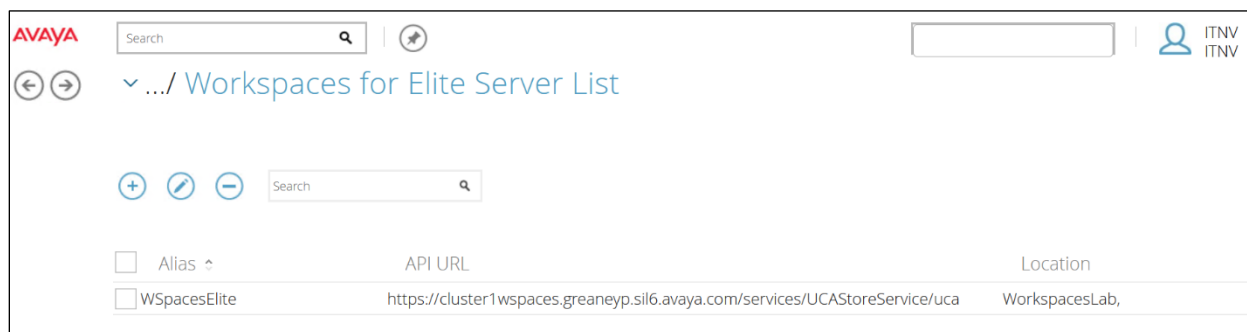 AVAYA
Search
ITNV
ITNV
.../ Workspaces for Elite Server List
Search
Alias API URL Location
WSpacesElite https://cluster1wspaces.greaneyp.sil6.avaya.com/services/UCAStoreService/uca WorkspacesLab,